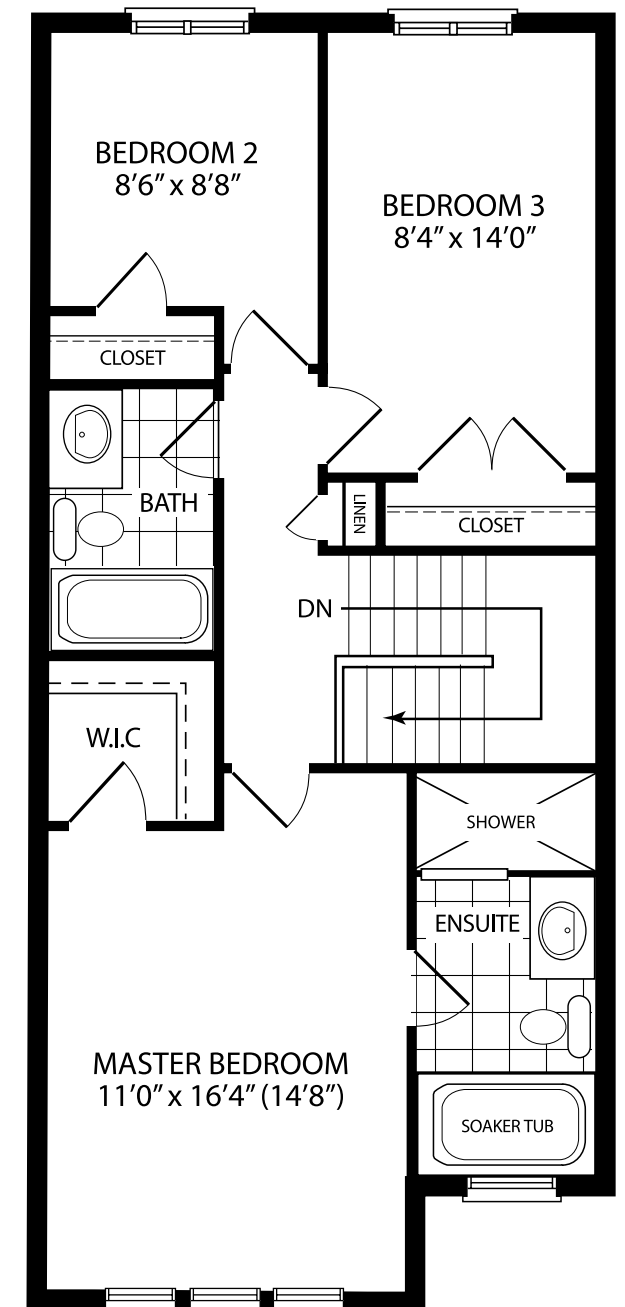 BEDROOM 2
8’6” x 8’8”
BEDROOM 3
8’4” x 14’0”
CLOSET
BATH
LINEN
CLOSET
DN
W.I.C
SHOWER
ENSUITE
MASTER BEDROOM
11’0” x 16’4” (14’8”)
SOAKER TUB